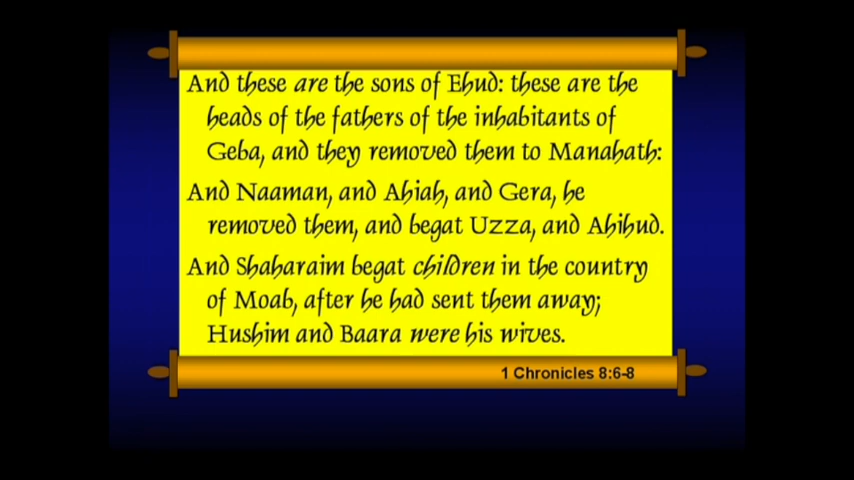 And these are the sons of Ehud: these are the
heads of the fathers of the inhabitants of
Geba, and they removed them to Manahath:
And Naaman, and Ahiah, and Gera, he
removed them, and begat Uzza, and Ahihud.
And Shaharaim begat children in the country
of Moab, after he had sent them away;
Hushim and Baara were his wives.
1 Chronicles 8:6-8